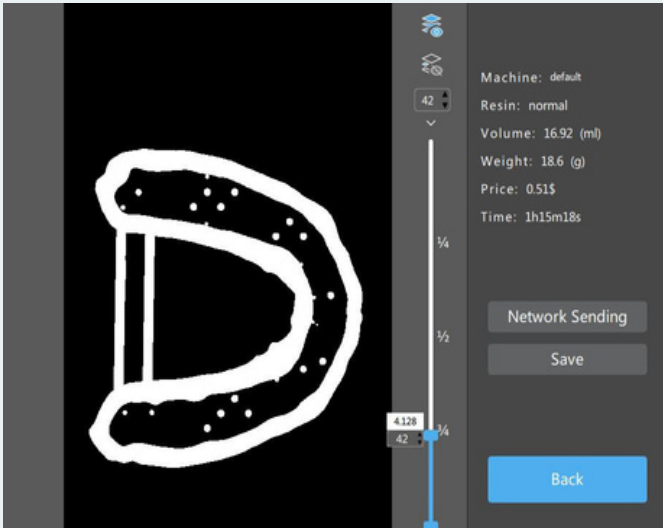 42
Machine: default
Resin: normal
Volume: 16.92 (ml)
Weight: 18.6 (g)
Price: 0.51$
Time: 1h15m18s
¼
½
Network Sending
Save
4.128
¾
42
Back